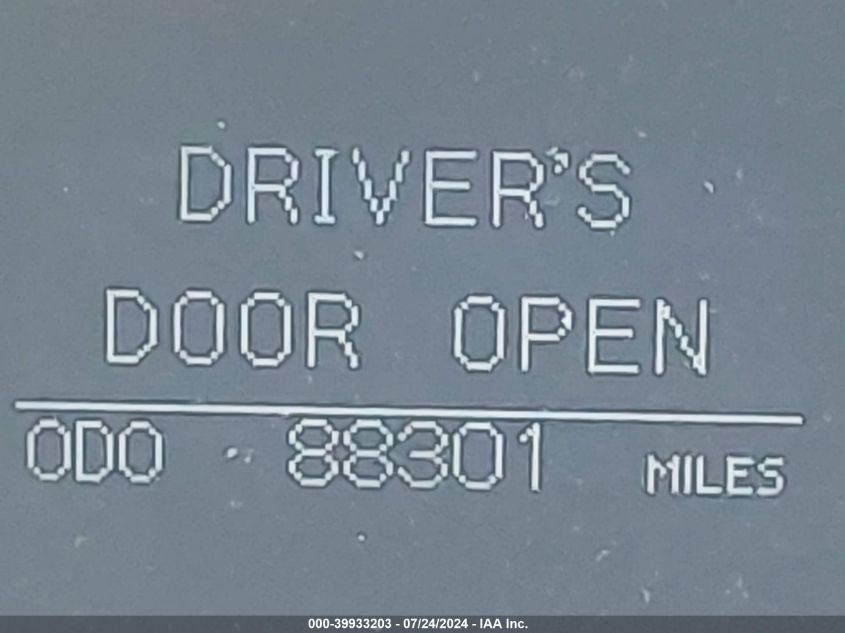 DRIVER'S
DOOR OPEN
ODO 88301 MILES
000-39933203 - 07/24/2024 - IAA Inc.